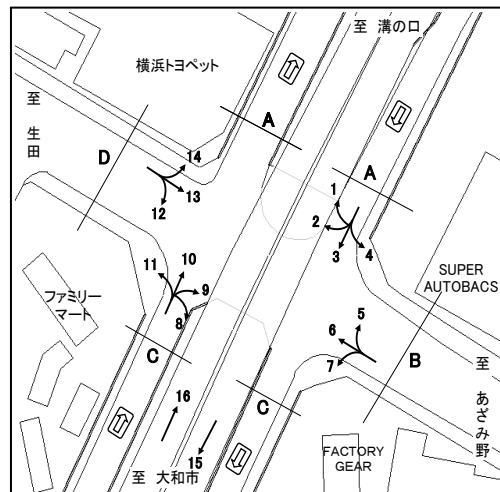 至 溝の口
横浜トヨペット
至 生田
A
D
14
13
12
A
1
2
3
4
11
10
9
8
SUPER
AUTOBACS
ファミリー
マート
5
6
7
B
C
C
至 あざみ野
16
15
至 大和市
FACTORY
GEAR